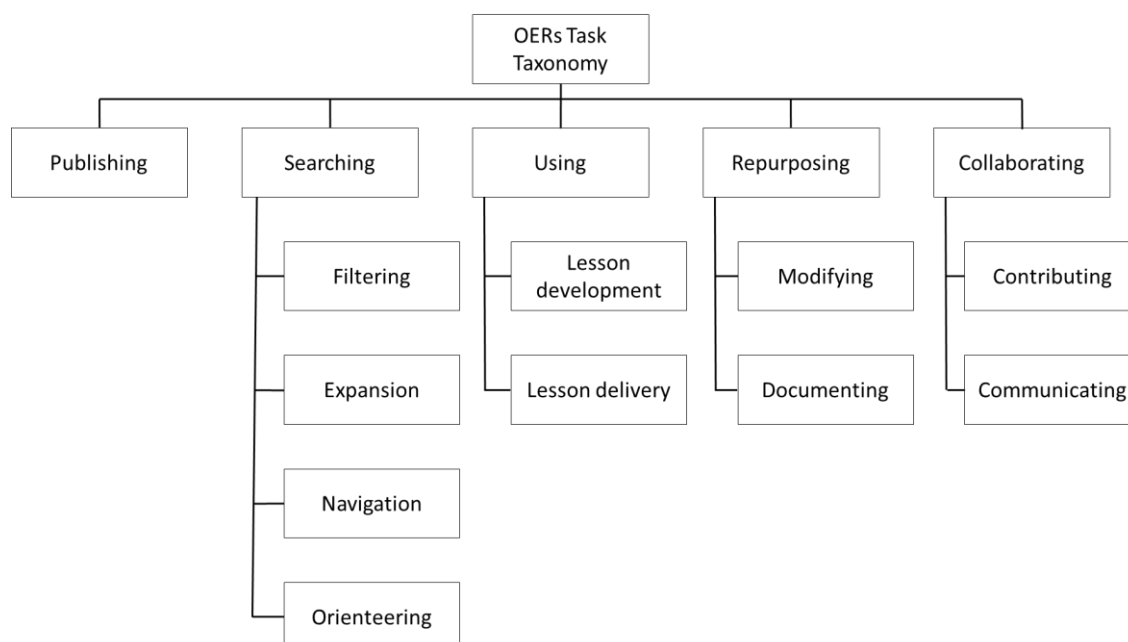 OERs Task
Taxonomy
Publishing
Searching
Using
Repurposing
Collaborating
Filtering
Lesson
development
Modifying
Contributing
Expansion
Lesson delivery
Documenting
Communicating
Navigation
Orienteering